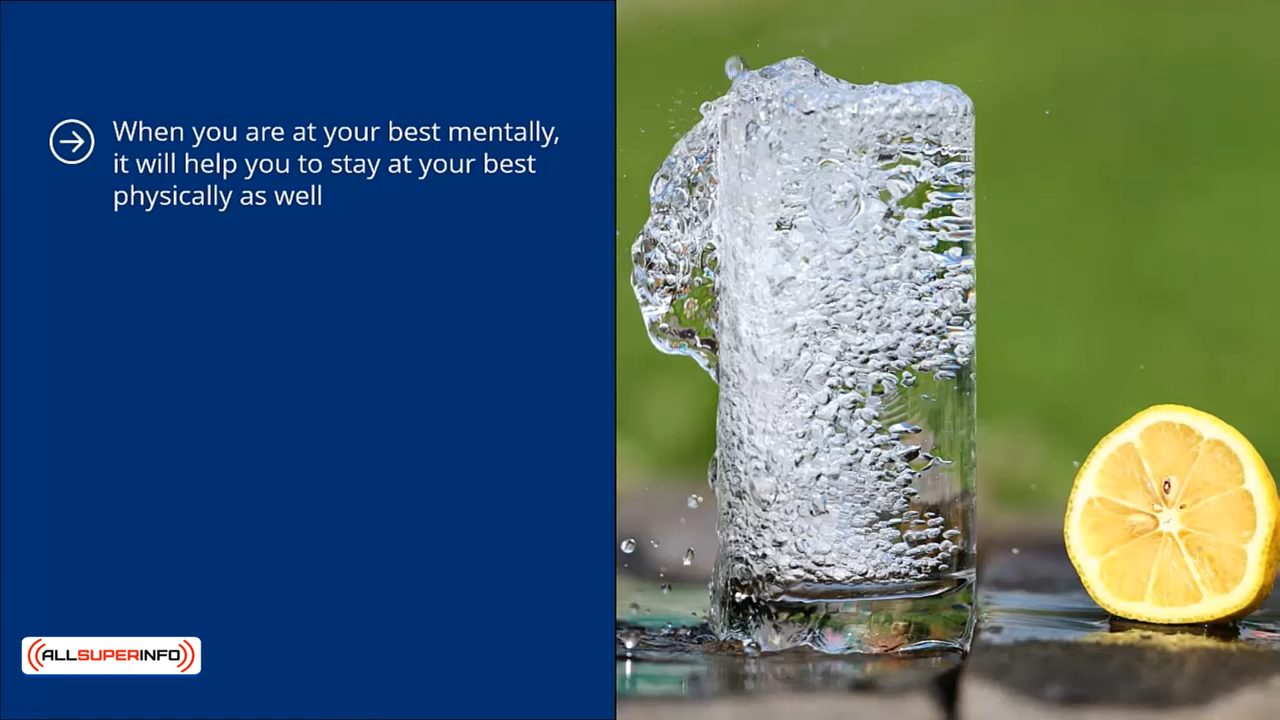 When you are at your best mentally,
it will help you to stay at your best
physically as well
ALLSUPERINFO